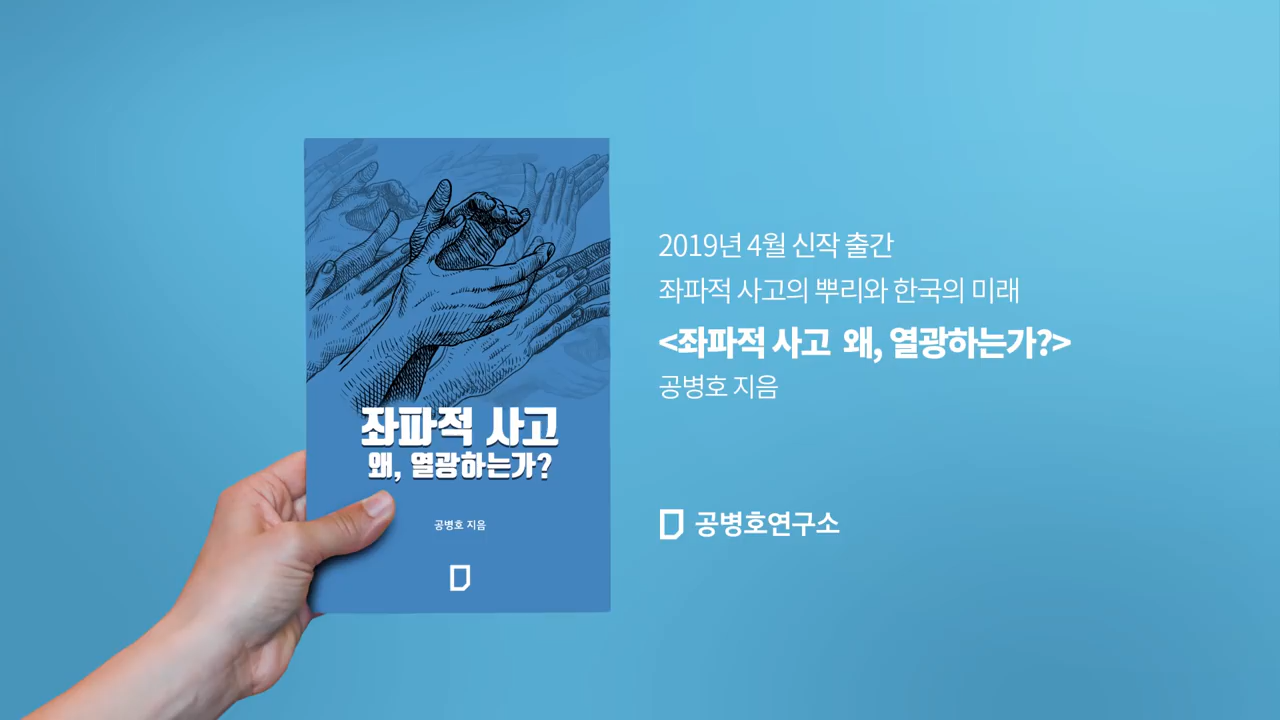 좌파적 사고
왜, 열광하는가?
공병호 지음
2019년 4월 신작 출간
좌파적 사고의 뿌리와 한국의 미래
<좌파적 사고 왜, 열광하는가?>
공병호 지음
공병호연구소